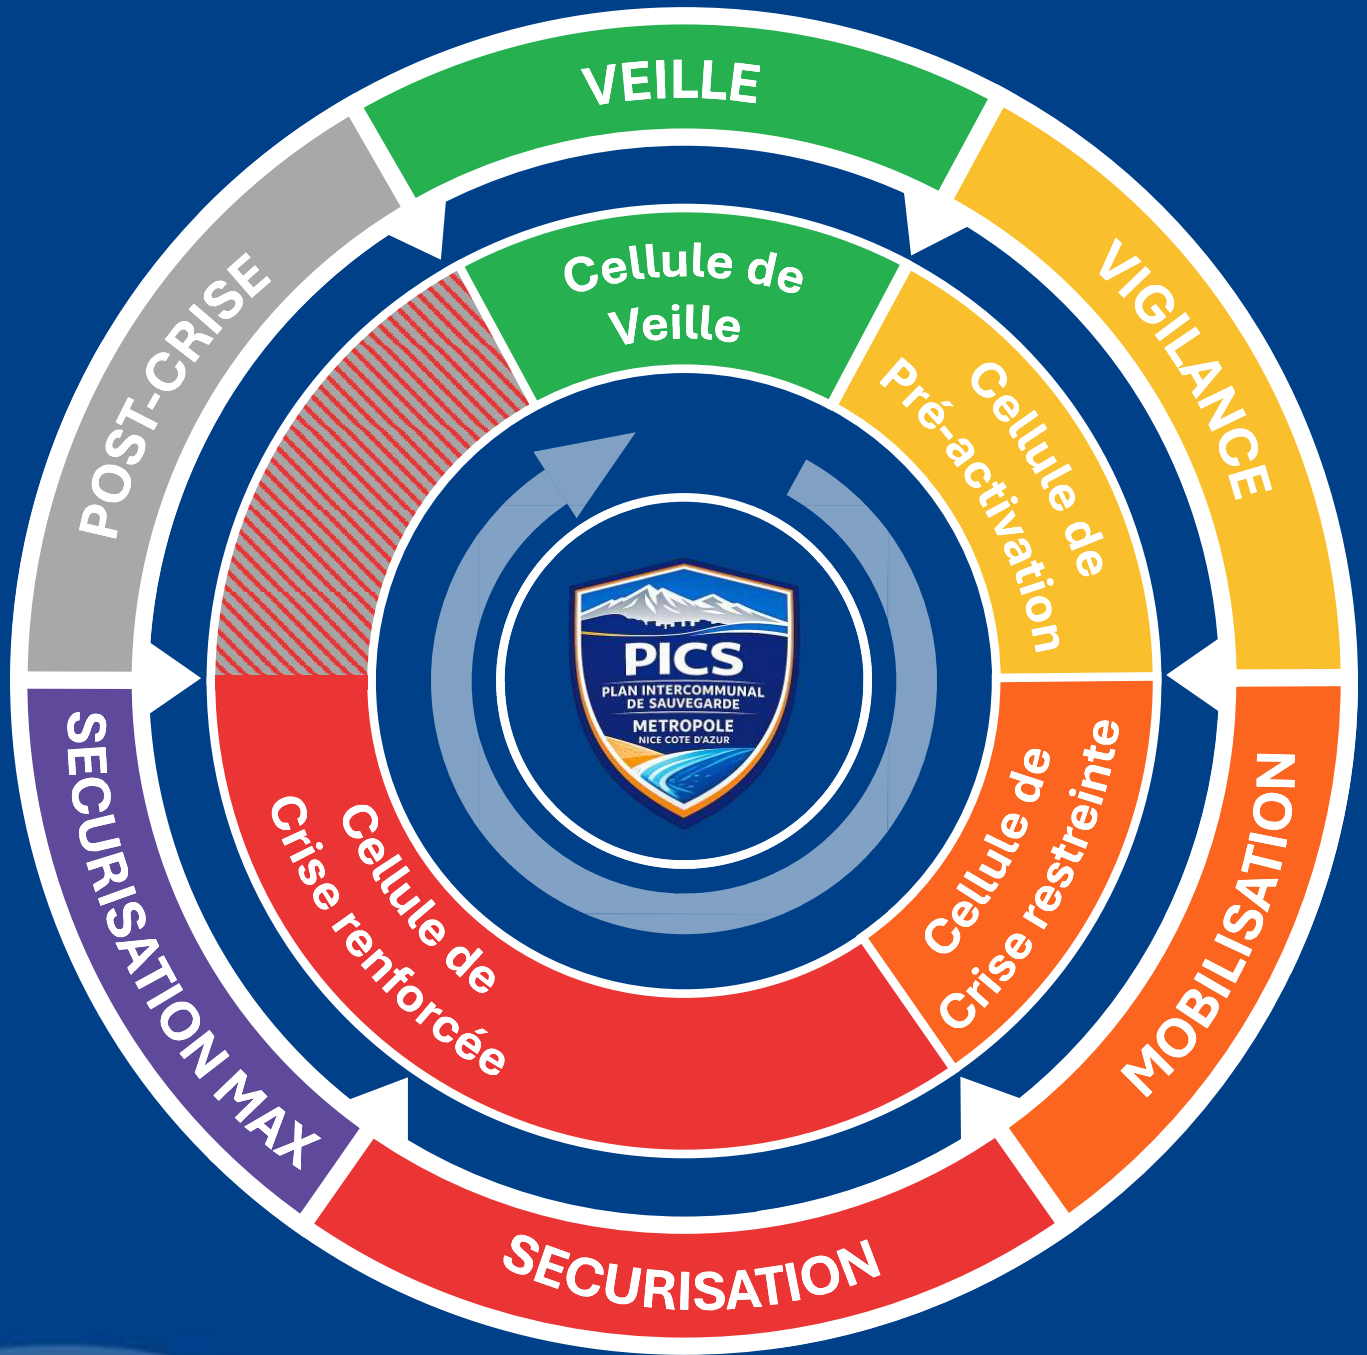 VEILLE
VIGILANCE
MOBILISATION
SECURISATION
SECURISATION MAX
POST-CRISE
Cellule de
Veille
Cellule de
Pré-activation
Cellule de
Crise restreinte
Cellule de
Crise renforcée
PICS
PLAN INTERCOMMUNAL
DE SAUVEGARDE
METROPOLE
NICE COTE D'AZUR